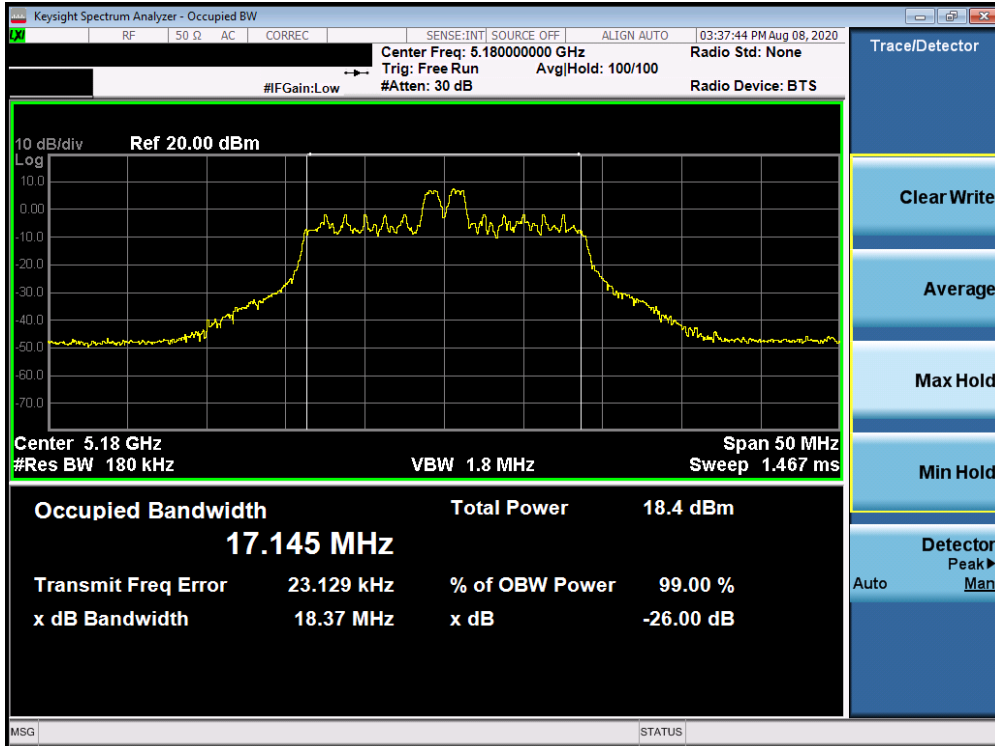 Keysight Spectrum Analyzer - Occupied BW
LXI RF 50 Ω AC CORREC SENSE:INT SOURCE OFF ALIGN AUTO 03:37:44 PM Aug 08, 2020
Center Freq: 5.180000000 GHz Radio Std: None
Trig: Free Run Avg|Hold: 100/100
#IFGain:Low #Atten: 30 dB Radio Device: BTS
10 dB/div Ref 20.00 dBm
Log
10.0
0.00
-10.0
-20.0
-30.0
-40.0
-50.0
-60.0
-70.0
Center 5.18 GHz Span 50 MHz
#Res BW 180 kHz VBW 1.8 MHz Sweep 1.467 ms
Occupied Bandwidth Total Power 18.4 dBm
17.145 MHz
Transmit Freq Error 23.129 kHz % of OBW Power 99.00 %
x dB Bandwidth 18.37 MHz x dB -26.00 dB
MSG STATUS
Trace/Detector
Clear Write
Average
Max Hold
Min Hold
Detector
Peak▶
Auto Man